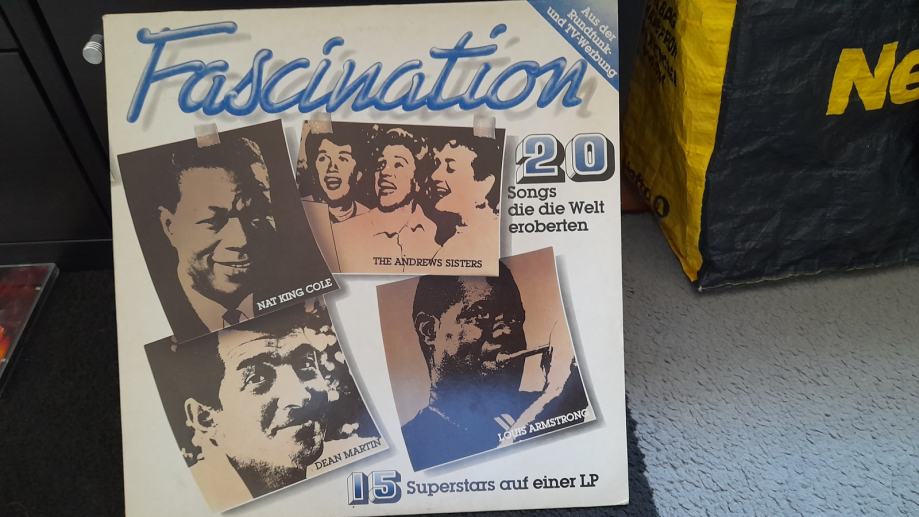 Fascination
Aus der
Rundfunk-
und TV-Werbung
20
Songs
die die Welt
eroberten
THE ANDREWS SISTERS
NAT KING COLE
DEAN MARTIN
LOUIS ARMSTRONG
15 Superstars auf einer LP
Ne